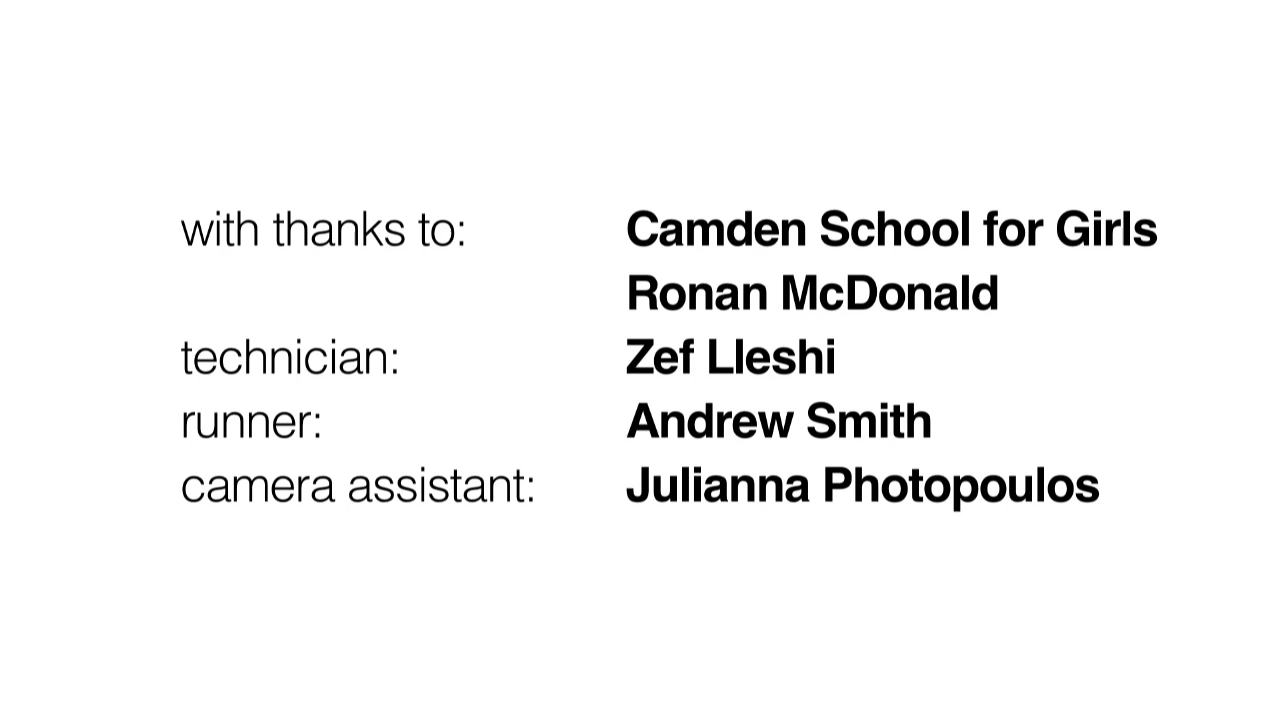 with thanks to: Camden School for Girls
Ronan McDonald
technician: Zef Lleshi
runner: Andrew Smith
camera assistant: Julianna Photopoulos